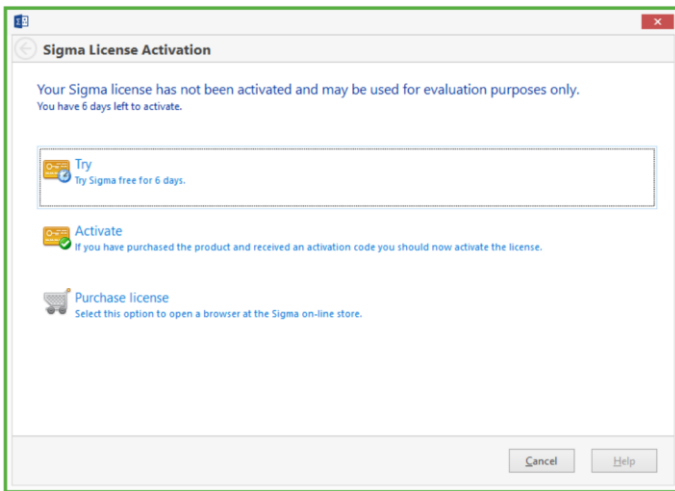 Sigma License Activation
Your Sigma license has not been activated and may be used for evaluation purposes only.
You have 6 days left to activate.
Try
Try Sigma free for 6 days.
Activate
If you have purchased the product and received an activation code you should now activate the license.
Purchase license
Select this option to open a browser at the Sigma on-line store.
Cancel Help